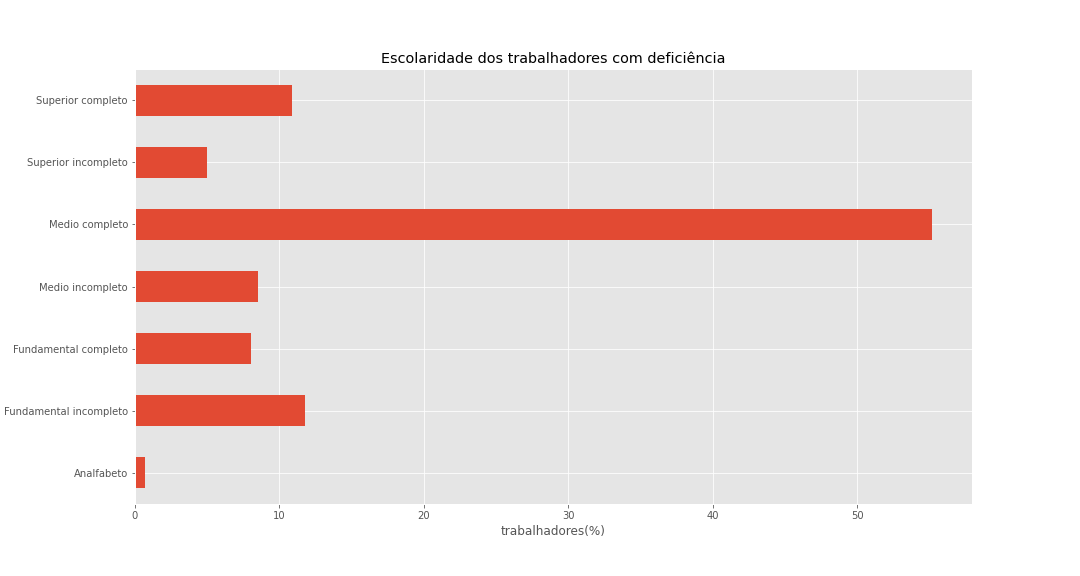 Escolaridade dos trabalhadores com deficiência
Superior completo
Superior incompleto
Medio completo
Medio incompleto
Fundamental completo
Fundamental incompleto
Analfabeto
0 10 20 30 40 50
trabalhadores(%)